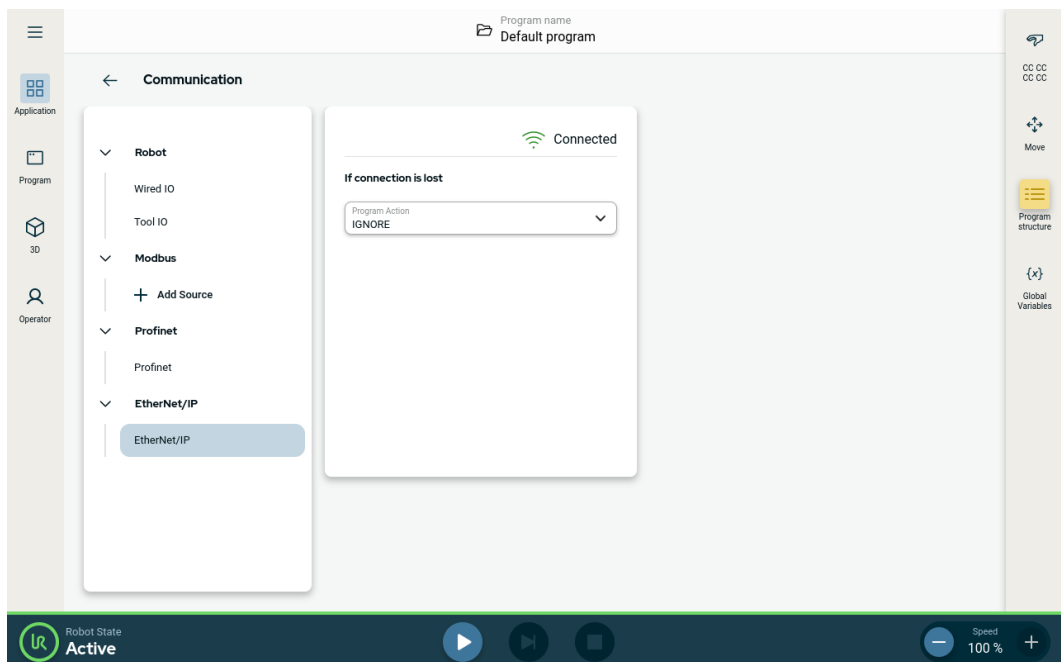 Program name
Default program
Communication
Application
Program
3D
Operator
Robot
Wired IO
Tool IO
Modbus
Add Source
Profinet
Profinet
EtherNet/IP
EtherNet/IP
Connected
If connection is lost
Program Action
IGNORE
CC CC
CC CC
Move
Program
structure
{x}
Global
Variables
UR
Robot State
Active
Speed
100 %